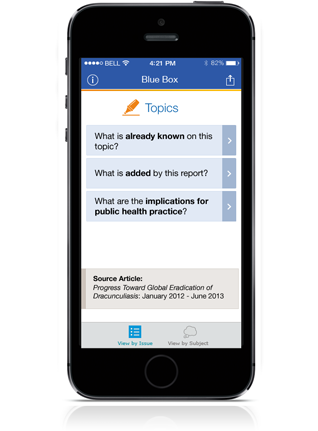 BELL 4:21 PM 82%
Blue Box
Topics
What is already known on this
topic?
What is added by this report?
What are the implications for
public health practice?
Source Article:
Progress Toward Global Eradication of
Dracunculiasis: January 2012 - June 2013
View by Issue View by Subject